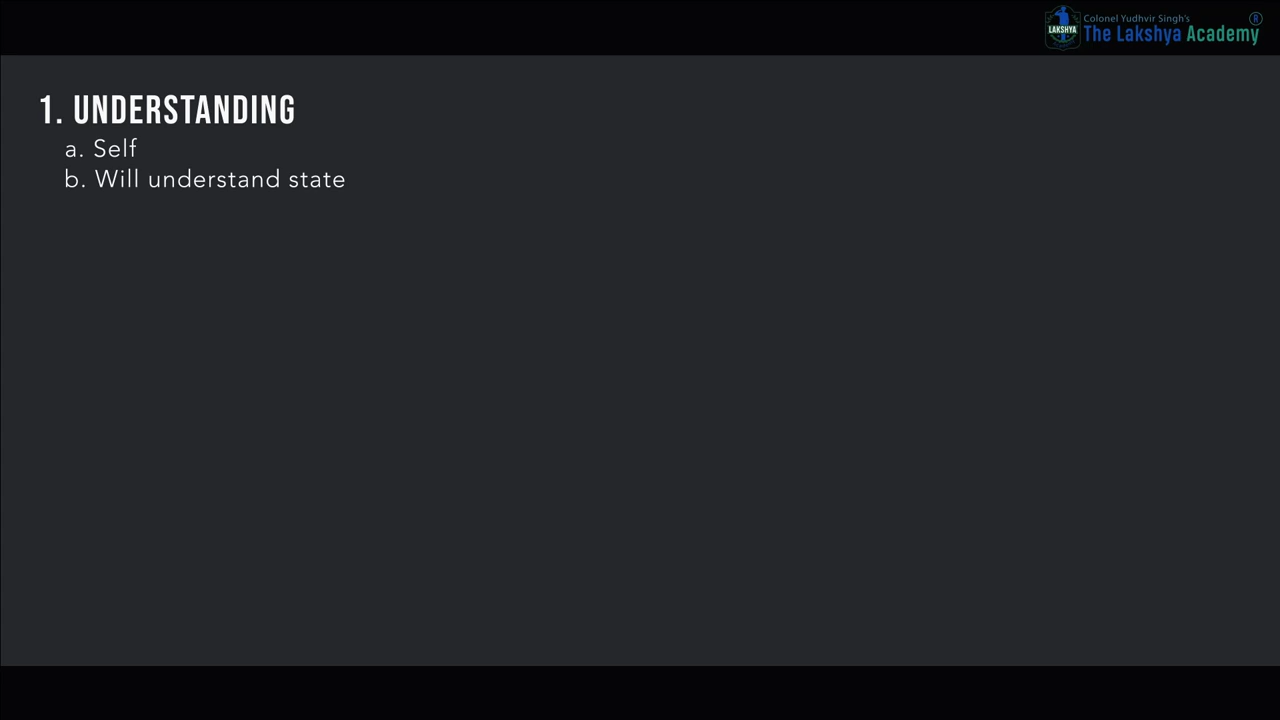 Colonel Yudhvir Singh's
®
LAKSHYA
The Lakshya Academy
1. UNDERSTANDING
a. Self
b. Will understand state